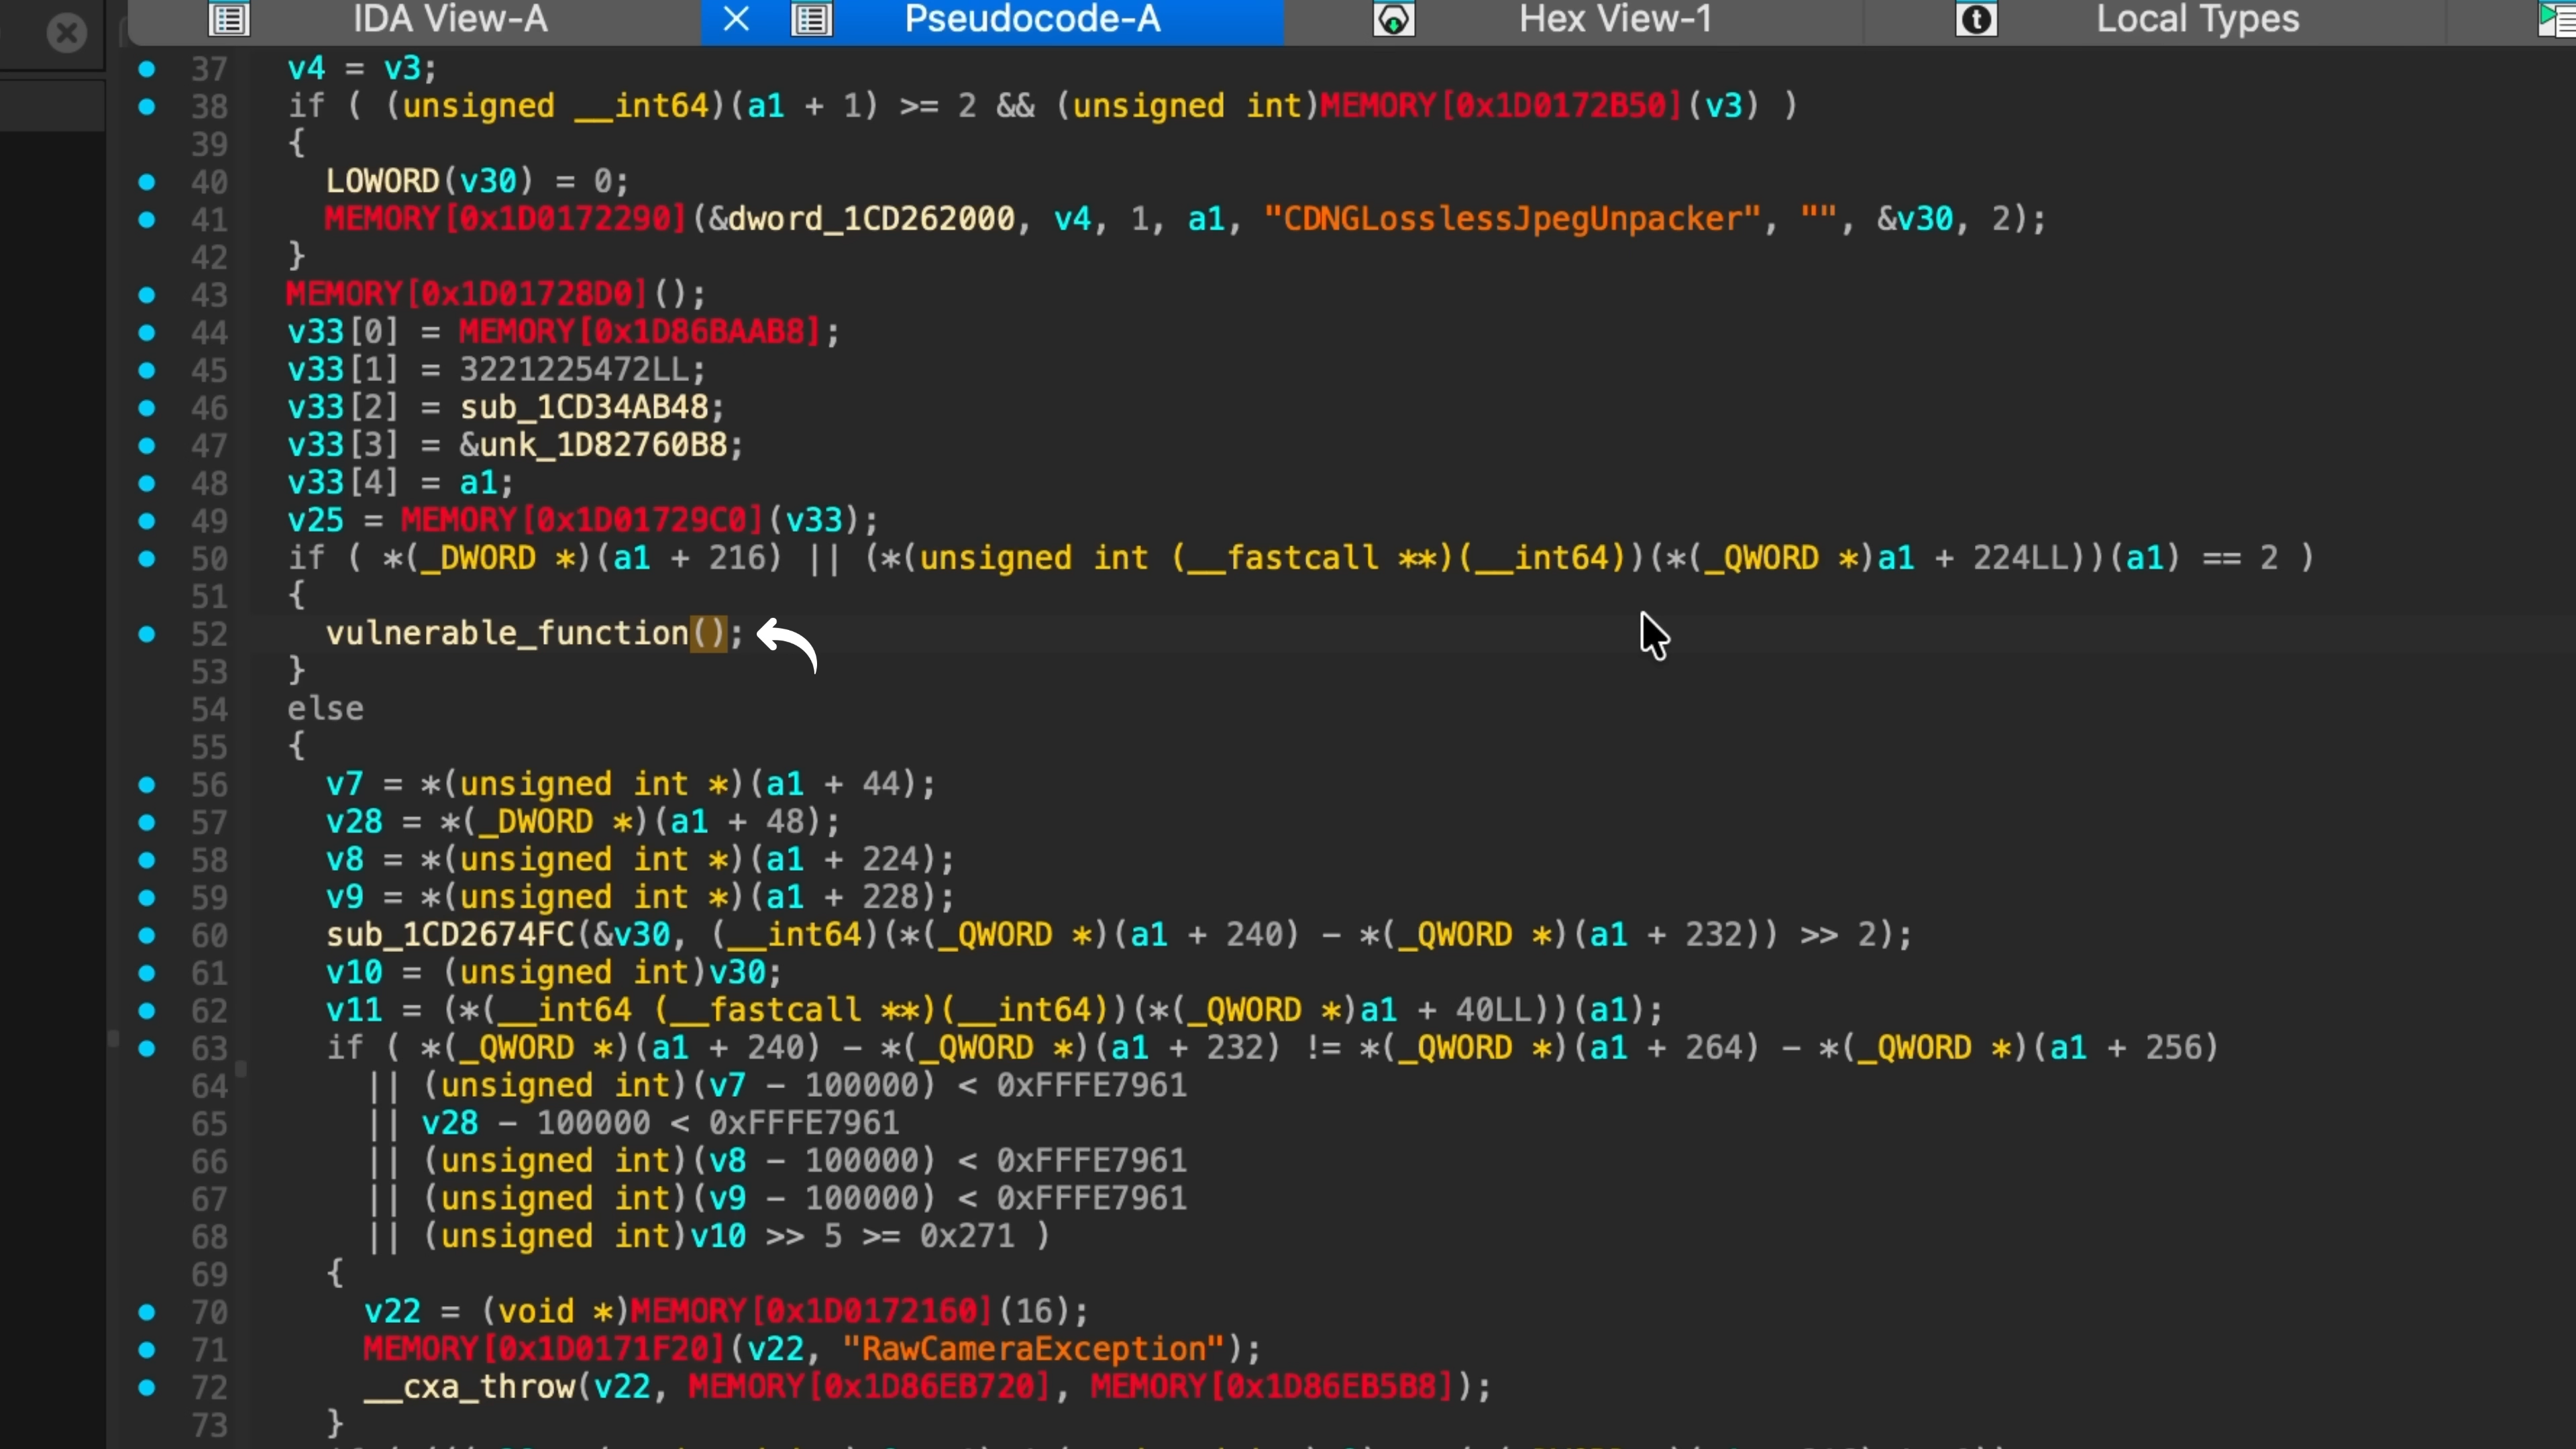 IDA View-A Pseudocode-A Hex View-1 Local Types
37 v4 = v3;
38 if ( (unsigned __int64)(a1 + 1) >= 2 && (unsigned int)MEMORY[0x1D0172B50](v3) )
39 {
40 LOWORD(v30) = 0;
41 MEMORY[0x1D0172290](&dword_1CD262000, v4, 1, a1, "CDNGLosslessJpegUnpacker", "", &v30, 2);
42 }
43 MEMORY[0x1D01728D0]();
44 v33[0] = MEMORY[0x1D86BAAB8];
45 v33[1] = 3221225472LL;
46 v33[2] = sub_1CD34AB48;
47 v33[3] = &unk_1D82760B8;
48 v33[4] = a1;
49 v25 = MEMORY[0x1D01729C0](v33);
50 if ( *(_DWORD *)(a1 + 216) || (*(unsigned int (__fastcall **)(__int64))(*(_QWORD *)a1 + 224LL))(a1) == 2 )
51 {
52 vulnerable_function();
53 }
54 else
55 {
56 v7 = *(unsigned int *)(a1 + 44);
57 v28 = *(_DWORD *)(a1 + 48);
58 v8 = *(unsigned int *)(a1 + 224);
59 v9 = *(unsigned int *)(a1 + 228);
60 sub_1CD2674FC(&v30, (__int64)(*(_QWORD *)(a1 + 240) - *(_QWORD *)(a1 + 232)) >> 2);
61 v10 = (unsigned int)v30;
62 v11 = (*(__int64 (__fastcall **)(__int64))(*(_QWORD *)a1 + 40LL))(a1);
63 if ( *(_QWORD *)(a1 + 240) - *(_QWORD *)(a1 + 232) != *(_QWORD *)(a1 + 264) - *(_QWORD *)(a1 + 256)
64 || (unsigned int)(v7 - 100000) < 0xFFFE7961
65 || v28 - 100000 < 0xFFFE7961
66 || (unsigned int)(v8 - 100000) < 0xFFFE7961
67 || (unsigned int)(v9 - 100000) < 0xFFFE7961
68 || (unsigned int)v10 >> 5 >= 0x271 )
69 {
70 v22 = (void *)MEMORY[0x1D0172160](16);
71 MEMORY[0x1D0171F20](v22, "RawCameraException");
72 __cxa_throw(v22, MEMORY[0x1D86EB720], MEMORY[0x1D86EB5B8]);
73 }